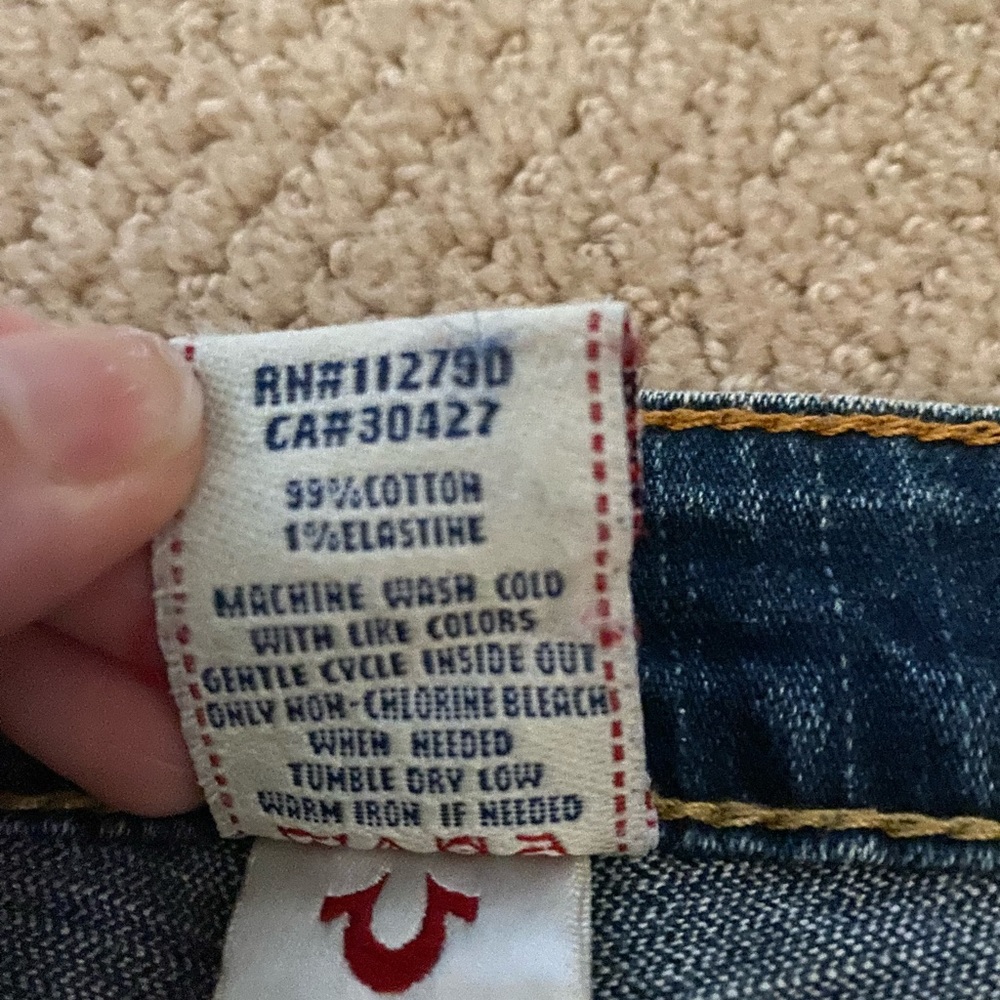 RN#112790
CA#30427
99%COTTON
1%ELASTINE
MACHINE WASH COLD
WITH LIKE COLORS
GENTLE CYCLE INSIDE OUT
ONLY NON-CHLORINE BLEACH
WHEN NEEDED
TUMBLE DRY LOW
WARM IRON IF NEEDED